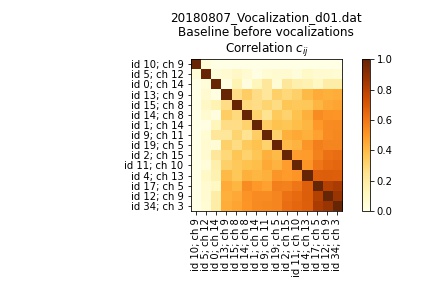 20180807_Vocalization_d01.dat
Baseline before vocalizations
Correlation c_ij
id 10; ch 9
id 5; ch 12
id 0; ch 14
id 13; ch 9
id 15; ch 8
id 14; ch 8
id 1; ch 14
id 9; ch 11
id 19; ch 5
id 2; ch 15
id 11; ch 10
id 4; ch 13
id 17; ch 5
id 12; ch 9
id 34; ch 3
1.0
0.8
0.6
0.4
0.2
0.0
id 10; ch 9
id 5; ch 12
id 0; ch 14
id 13; ch 9
id 15; ch 8
id 14; ch 8
id 1; ch 14
id 9; ch 11
id 19; ch 5
id 2; ch 15
id 11; ch 10
id 4; ch 13
id 17; ch 5
id 12; ch 9
id 34; ch 3